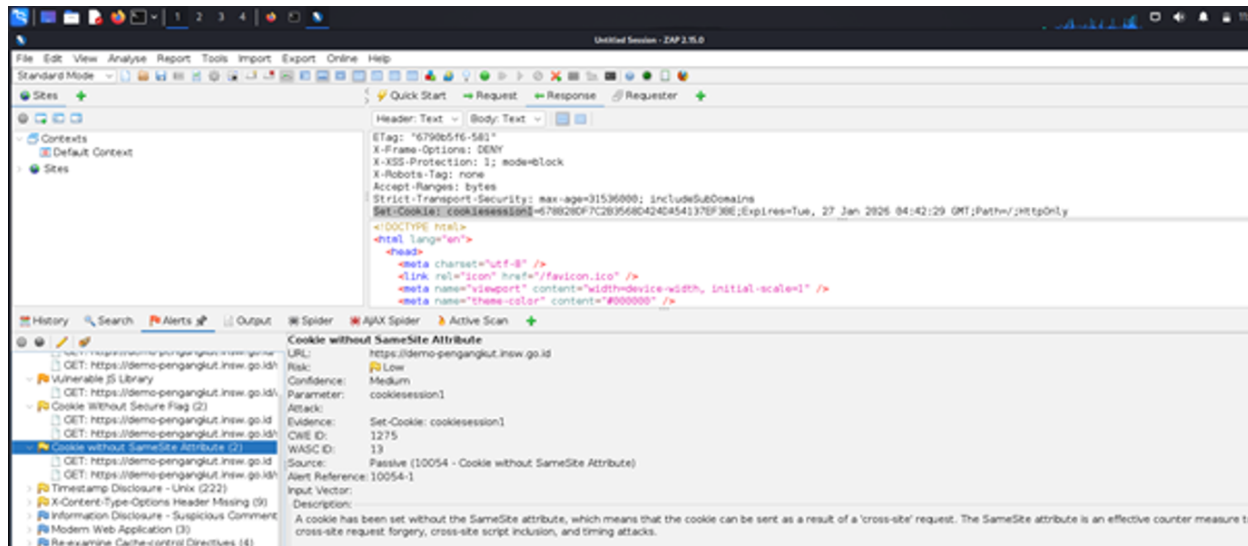 1 2 3 4
Untitled Session - ZAP 2.15.0
File Edit View Analyse Report Tools Import Export Online Help
Standard Mode
Sites
Quick Start Request Response Requester
Header: Text Body: Text
Contexts
Default Context
Sites
ETag: "6790b5f6-581"
X-Frame-Options: DENY
X-XSS-Protection: 1; mode=block
X-Robots-Tag: none
Accept-Ranges: bytes
Strict-Transport-Security: max-age=31536000; includeSubDomains
Set-Cookie: cookiesession1=678B28DF7C2B3568D424DA54137EF3BE;Expires=Tue, 27 Jan 2026 04:42:29 GMT;Path=/;HttpOnly
<!DOCTYPE html>
<html lang="en">
<head>
<meta charset="utf-8" />
<link rel="icon" href="/favicon.ico" />
<meta name="viewport" content="width=device-width, initial-scale=1" />
<meta name="theme-color" content="#000000" />
History Search Alerts Output Spider AJAX Spider Active Scan
GET: https://demo-pengangkut.insw.go.id/
Vulnerable JS Library
GET: https://demo-pengangkut.insw.go.id/
Cookie Without Secure Flag (2)
GET: https://demo-pengangkut.insw.go.id
GET: https://demo-pengangkut.insw.go.id/
Cookie without SameSite Attribute (2)
GET: https://demo-pengangkut.insw.go.id
GET: https://demo-pengangkut.insw.go.id/
Timestamp Disclosure - Unix (222)
X-Content-Type-Options Header Missing (9)
Information Disclosure - Suspicious Comment
Modern Web Application (3)
Re-examine Cache-control Directives (4)
Cookie without SameSite Attribute
URL: https://demo-pengangkut.insw.go.id
Risk: Low
Confidence: Medium
Parameter: cookiesession1
Attack:
Evidence: Set-Cookie: cookiesession1
CWE ID: 1275
WASC ID: 13
Source: Passive (10054 - Cookie without SameSite Attribute)
Alert Reference: 10054-1
Input Vector:
Description:
A cookie has been set without the SameSite attribute, which means that the cookie can be sent as a result of a 'cross-site' request. The SameSite attribute is an effective counter measure t
cross-site request forgery, cross-site script inclusion, and timing attacks.